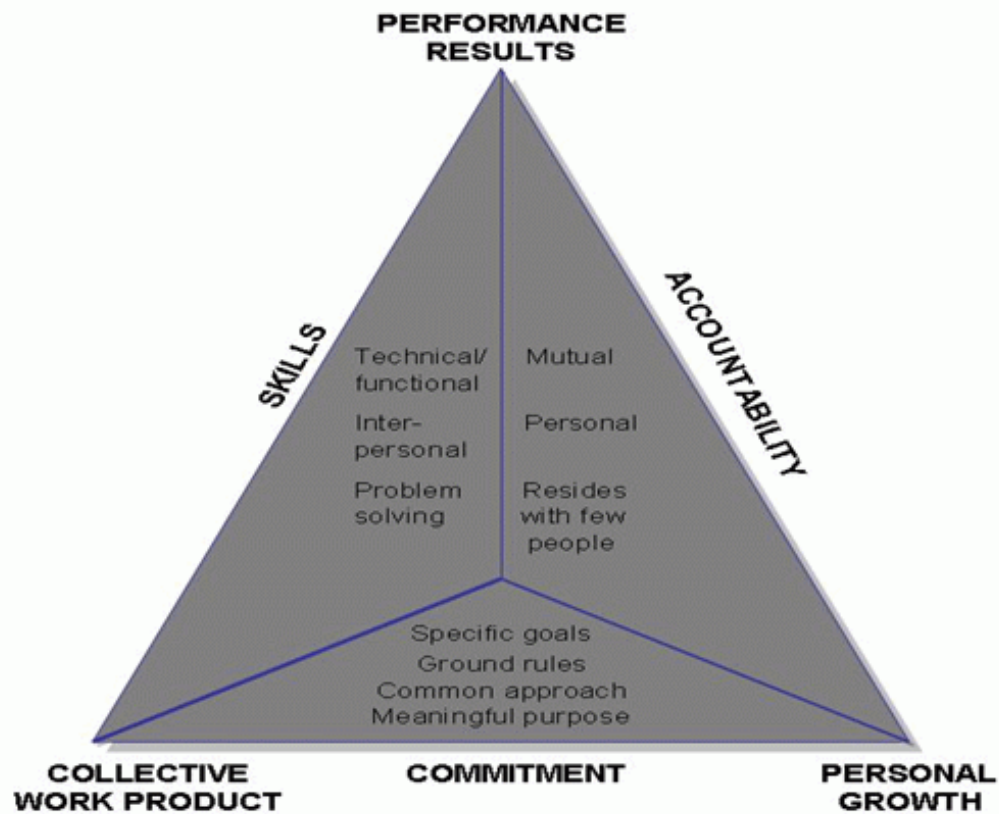 PERFORMANCE
RESULTS
SKILLS
ACCOUNTABILITY
Technical/
functional
Inter-
personal
Problem
solving
Mutual
Personal
Resides
with few
people
Specific goals
Ground rules
Common approach
Meaningful purpose
COLLECTIVE
WORK PRODUCT
COMMITMENT
PERSONAL
GROWTH